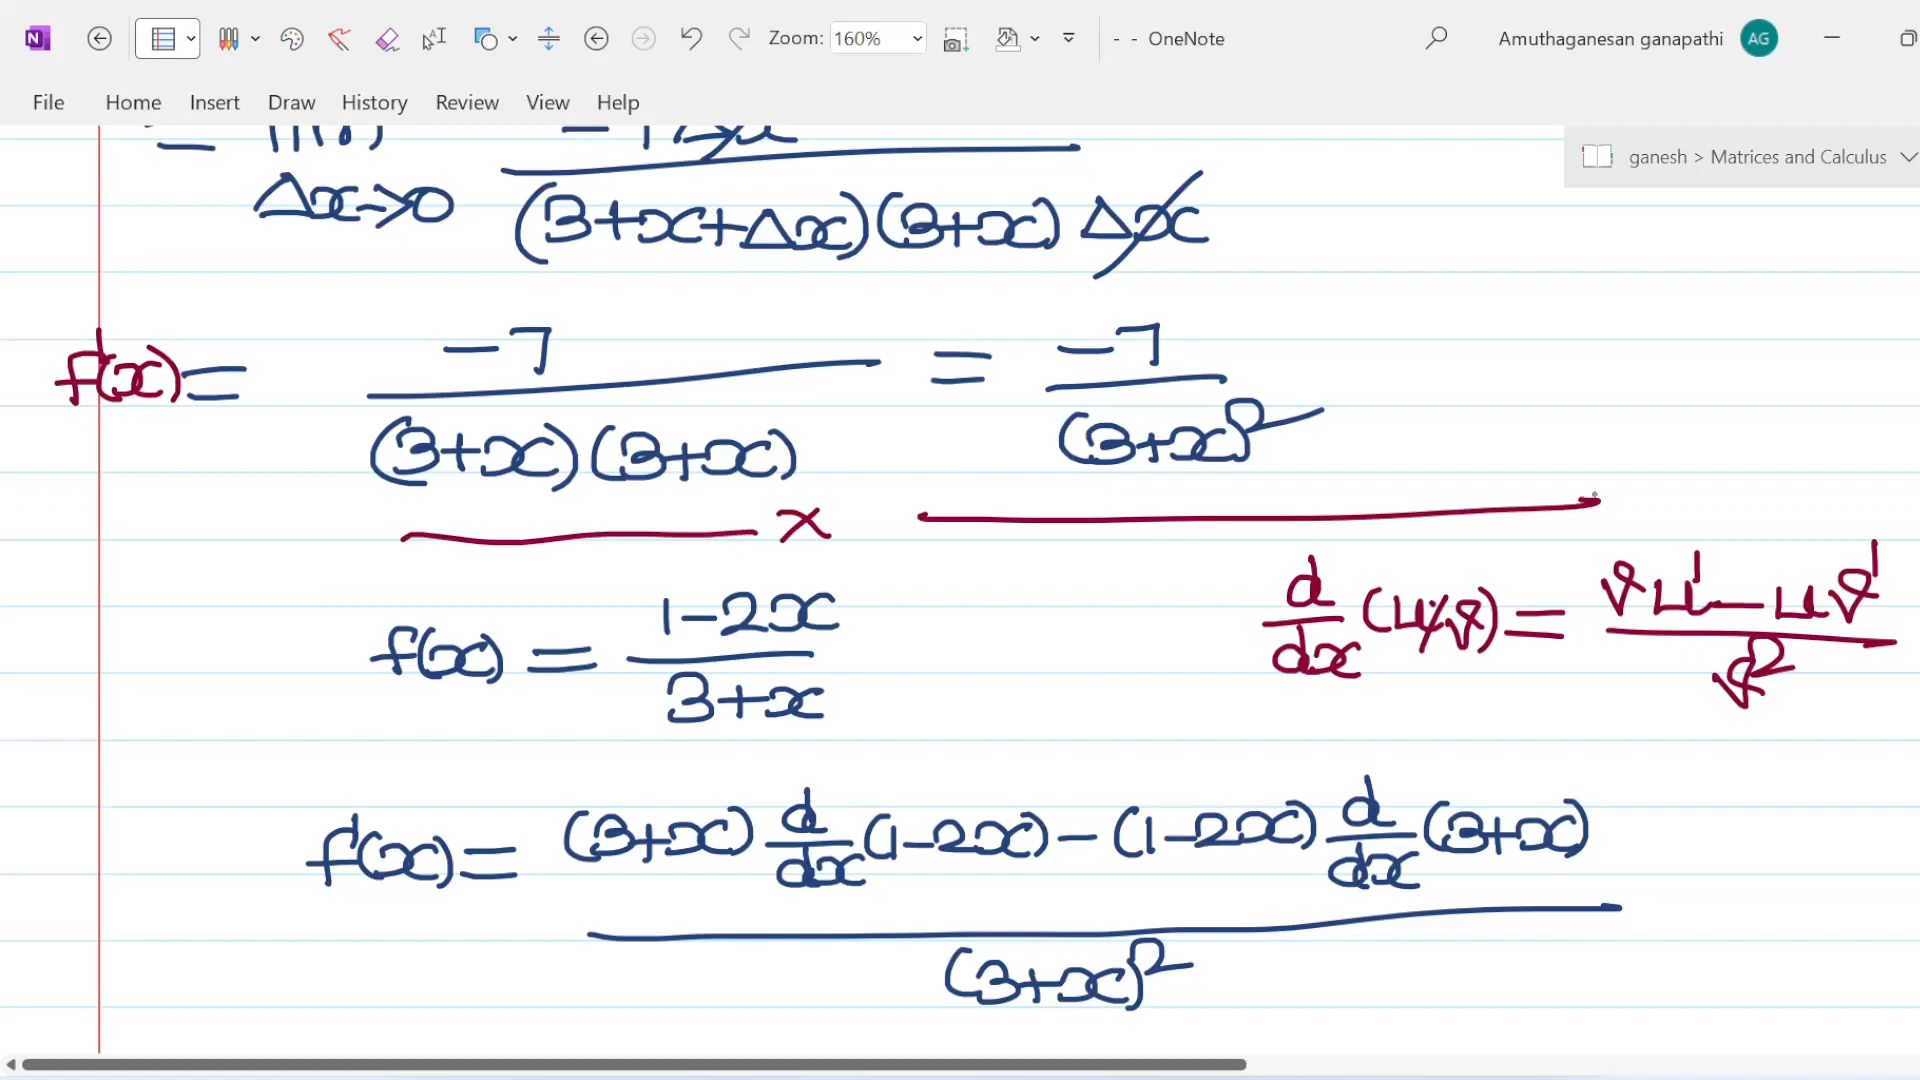 Zoom: 160% - - OneNote Amuthaganesan ganapathi AG
File Home Insert Draw History Review View Help
ganesh > Matrices and Calculus
Δx→0 (3+x+Δx)(3+x) Δx
f'(x) = -7 / (3+x)(3+x) = -7 / (3+x)²
x
f(x) = 1-2x / 3+x
d/dx (u/v) = vu' - uv' / v²
f'(x) = (3+x) d/dx (1-2x) - (1-2x) d/dx (3+x) / (3+x)²